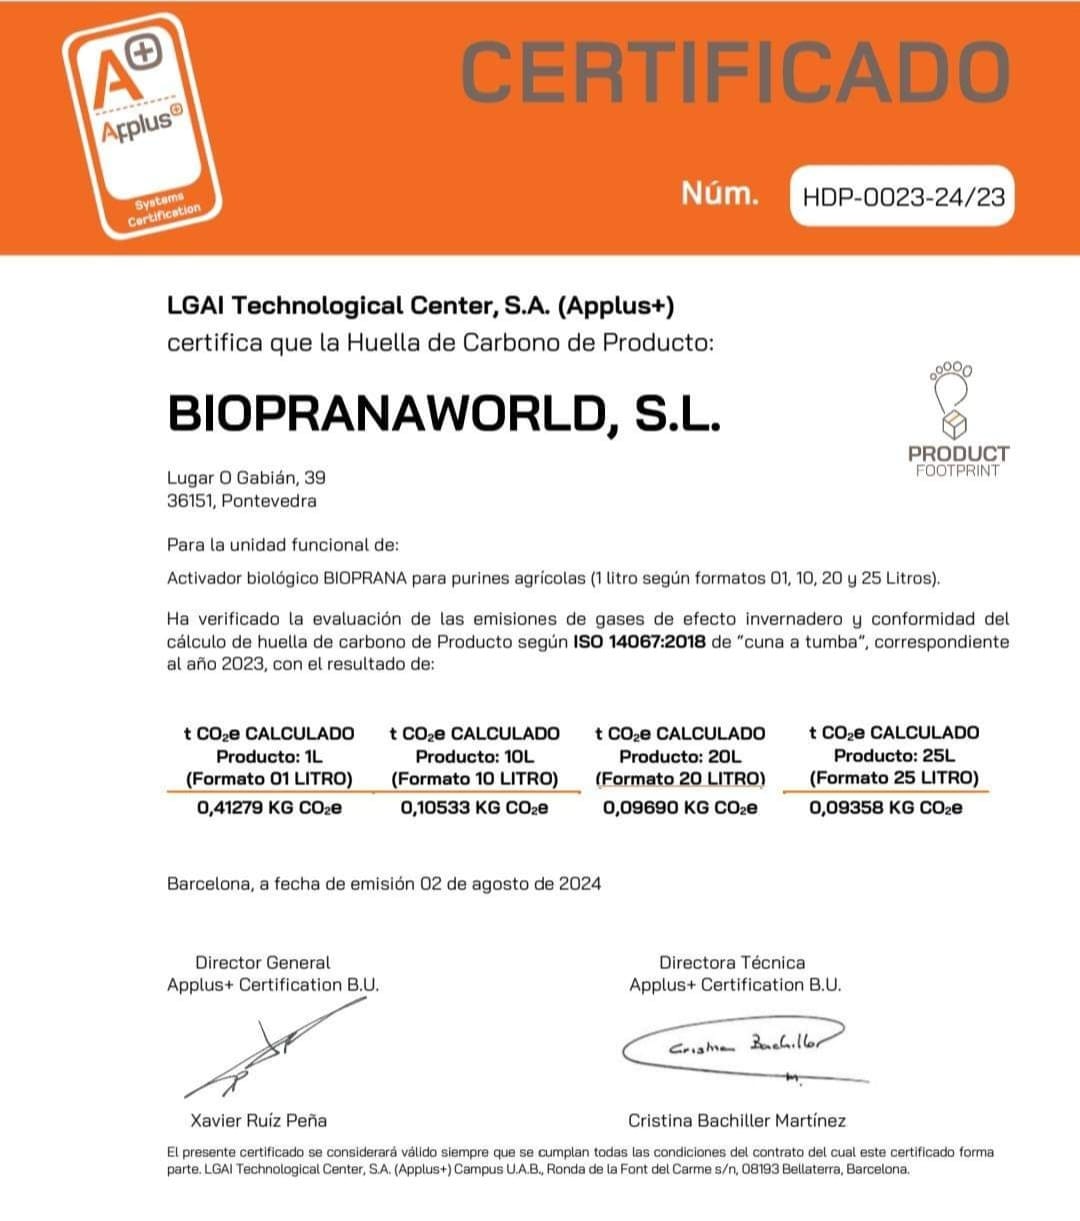 A+
Applus+
Systems
Certification
CERTIFICADO
Núm. HDP-0023-24/23
LGAI Technological Center, S.A. (Applus+)
certifica que la Huella de Carbono de Producto:
BIOPRANAWORLD, S.L.
PRODUCT
FOOTPRINT
Lugar O Gabián, 39
36151, Pontevedra
Para la unidad funcional de:
Activador biológico BIOPRANA para purines agrícolas (1 litro según formatos 01, 10, 20 y 25 Litros).
Ha verificado la evaluación de las emisiones de gases de efecto invernadero y conformidad del
cálculo de huella de carbono de Producto según ISO 14067:2018 de "cuna a tumba", correspondiente
al año 2023, con el resultado de:
t CO₂e CALCULADO
Producto: 1L
(Formato 01 LITRO)
0,41279 KG CO₂e
t CO₂e CALCULADO
Producto: 10L
(Formato 10 LITRO)
0,10533 KG CO₂e
t CO₂e CALCULADO
Producto: 20L
(Formato 20 LITRO)
0,09690 KG CO₂e
t CO₂e CALCULADO
Producto: 25L
(Formato 25 LITRO)
0,09358 KG CO₂e
Barcelona, a fecha de emisión 02 de agosto de 2024
Director General
Applus+ Certification B.U.
Xavier Ruíz Peña
Directora Técnica
Applus+ Certification B.U.
Cristina Bachiller
Cristina Bachiller Martínez
El presente certificado se considerará válido siempre que se cumplan todas las condiciones del contrato del cual este certificado forma
parte. LGAI Technological Center, S.A. (Applus+) Campus U.A.B., Ronda de la Font del Carme s/n, 08193 Bellaterra, Barcelona.